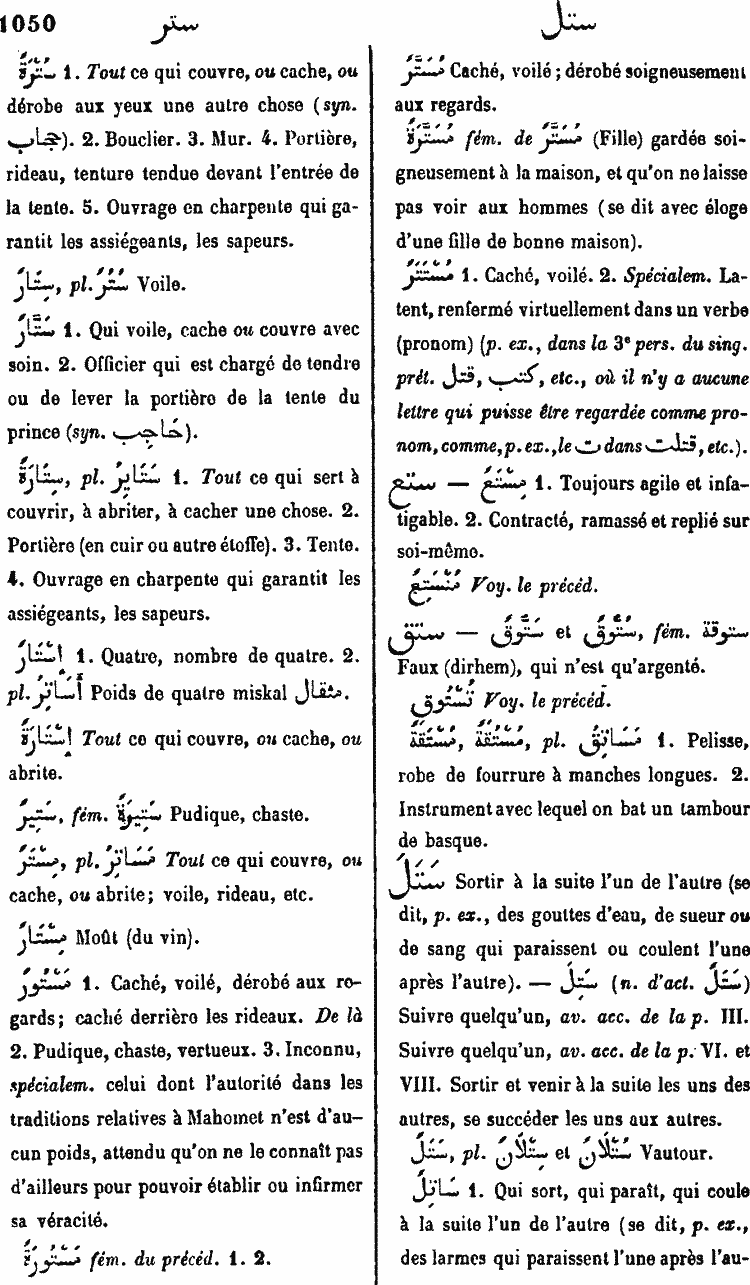 1050 ستر ستل
سُتْرَةٌ 1. Tout ce qui couvre, ou cache, ou
dérobe aux yeux une autre chose (syn.
حِجَاب). 2. Bouclier. 3. Mur. 4. Portière,
rideau, tenture tendue devant l'entrée de
la tente. 5. Ouvrage en charpente qui ga-
rantit les assiégeants, les sapeurs.
سِتَارٌ, pl. سُتُرٌ Voile.
سَتَّارٌ 1. Qui voile, cache ou couvre avec
soin. 2. Officier qui est chargé de tendre
ou de lever la portière de la tente du
prince (syn. حَاجِب).
سِتَارَةٌ, pl. سَتَايِرُ 1. Tout ce qui sert à
couvrir, à abriter, à cacher une chose. 2.
Portière (en cuir ou autre étoffe). 3. Tente.
4. Ouvrage en charpente qui garantit les
assiégeants, les sapeurs.
إِسْتَارٌ 1. Quatre, nombre de quatre. 2.
pl. أَسَاتِرُ Poids de quatre miskal مثقال.
إِسْتَارَةٌ Tout ce qui couvre, ou cache, ou
abrite.
سَتِيرٌ, fém. سَتِيرَةٌ Pudique, chaste.
مِسْتَرٌ, pl. مَسَاتِرُ Tout ce qui couvre, ou
cache, ou abrite; voile, rideau, etc.
مِسْتَارٌ Moût (du vin).
مَسْتُورٌ 1. Caché, voilé, dérobé aux re-
gards; caché derrière les rideaux. De là
2. Pudique, chaste, vertueux. 3. Inconnu,
spécialem. celui dont l'autorité dans les
traditions relatives à Mahomet n'est d'au-
cun poids, attendu qu'on ne le connaît pas
d'ailleurs pour pouvoir établir ou infirmer
sa véracité.
مَسْتُورَةٌ fém. du précéd. 1. 2.
مُسَتَّرٌ Caché, voilé; dérobé soigneusement
aux regards.
مُسَتَّرَةٌ fém. de مُسَتَّرٌ (Fille) gardée soi-
gneusement à la maison, et qu'on ne laisse
pas voir aux hommes (se dit avec éloge
d'une fille de bonne maison).
مُسْتَتَرٌ 1. Caché, voilé. 2. Spécialem. La-
tent, renfermé virtuellement dans un verbe
(pronom) (p. ex., dans la 3e pers. du sing.
prét. قتل, كتب, etc., où il n'y a aucune
lettre qui puisse être regardée comme pro-
nom, comme, p. ex., le ت dans قتلت, etc.).
ستع — مِسْتَعٌ 1. Toujours agile et infa-
tigable. 2. Contracté, ramassé et replié sur
soi-même.
مُنْسَتِعٌ Voy. le précéd.
ستق — سَتُّوقٌ et سُتُّوقٌ, fém. ستوقة
Faux (dirhem), qui n'est qu'argenté.
تُسْتُوقٌ Voy. le précéd.
مُسْتَقَةٌ, مُسْتُقَةٌ, pl. مَسَاتِقُ 1. Pelisse,
robe de fourrure à manches longues. 2.
Instrument avec lequel on bat un tambour
de basque.
سَتَلَ Sortir à la suite l'un de l'autre (se
dit, p. ex., des gouttes d'eau, de sueur ou
de sang qui paraissent ou coulent l'une
après l'autre). — سَتِلَ (n. d'act. سَتَلٌ)
Suivre quelqu'un, av. acc. de la p. III.
Suivre quelqu'un, av. acc. de la p. VI. et
VIII. Sortir et venir à la suite les uns des
autres, se succéder les uns aux autres.
سَتَلٌ, pl. سِتْلَانٌ et سُتْلَانٌ Vautour.
سَاتِلٌ 1. Qui sort, qui paraît, qui coule
à la suite l'un de l'autre (se dit, p. ex.,
des larmes qui paraissent l'une après l'au-